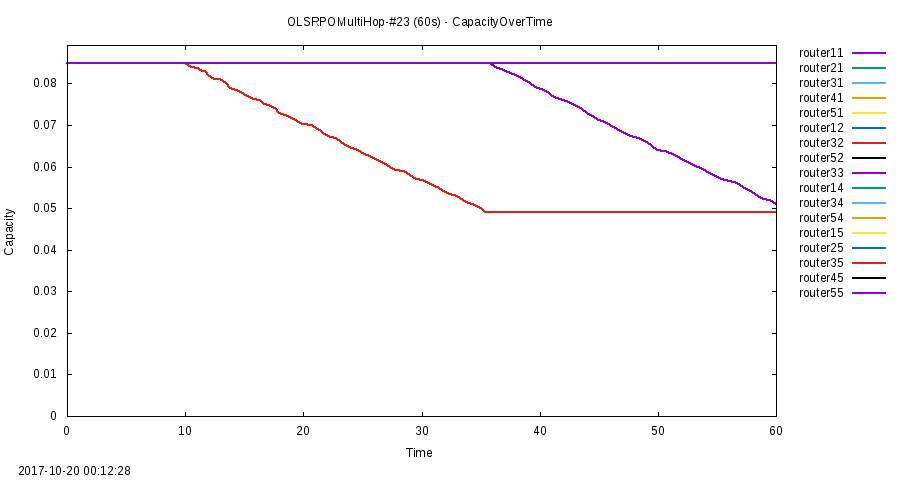 OLSRPOMultiHop-#23 (60s) - CapacityOverTime
router11
router21
router31
router41
router51
router12
router32
router52
router33
router14
router34
router54
router15
router25
router35
router45
router55
0.08
0.07
0.06
0.05
0.04
0.03
0.02
0.01
0
Capacity
0 10 20 30 40 50 60
Time
2017-10-20 00:12:28